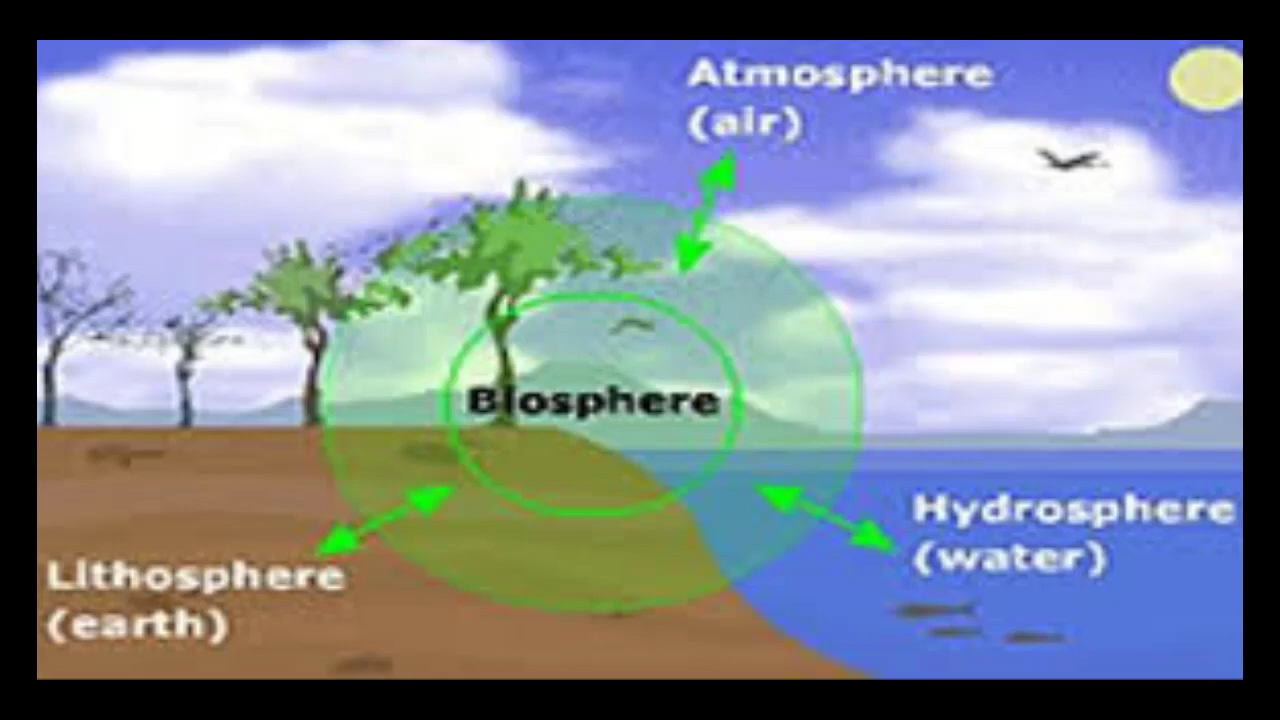 Atmosphere
(air)
Biosphere
Hydrosphere
(water)
Lithosphere
(earth)